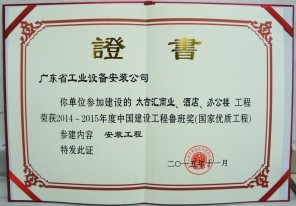 證書
广东省工业设备安装公司
你单位参加建设的 太古汇商业、酒店、办公楼 工程
荣获2014～2015年度中国建设工程鲁班奖(国家优质工程)
参建内容 安装工程
特发此证
二〇一五年十一月